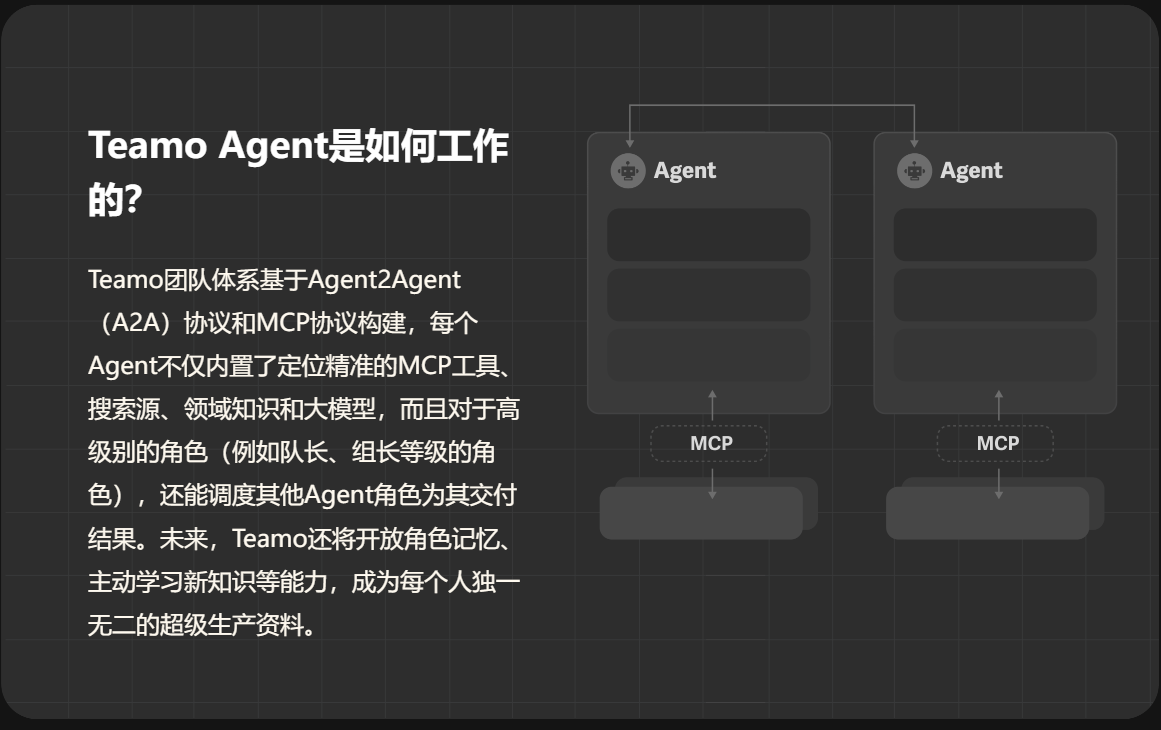 Teamo Agent是如何工作
的？
Teamo团队体系基于Agent2Agent
（A2A）协议和MCP协议构建，每个
Agent不仅内置了定位精准的MCP工具、
搜索源、领域知识和大模型，而且对于高
级别的角色（例如队长、组长等级的角
色），还能调度其他Agent角色为其交付
结果。未来，Teamo还将开放角色记忆、
主动学习新知识等能力，成为每个人独一
无二的超级生产资料。
Agent
Agent
MCP
MCP